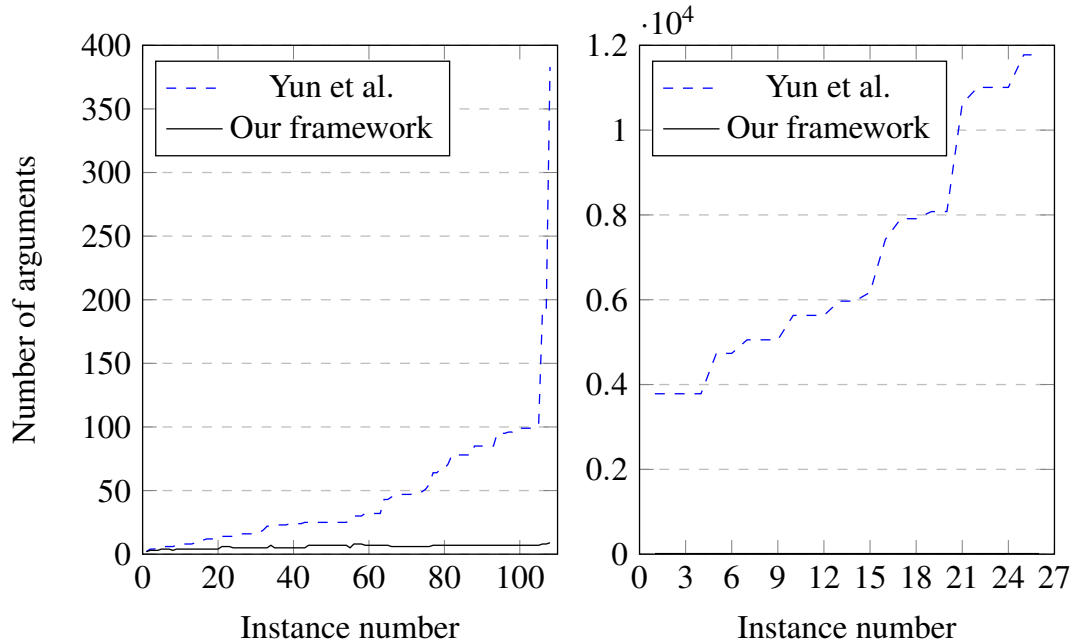 400
350
300
250
200
150
100
50
0
0 20 40 60 80 100
Instance number
Number of arguments
Yun et al.
Our framework
·10⁴
1.2
1
0.8
0.6
0.4
0.2
0
0 3 6 9 12 15 18 21 24 27
Instance number
Yun et al.
Our framework